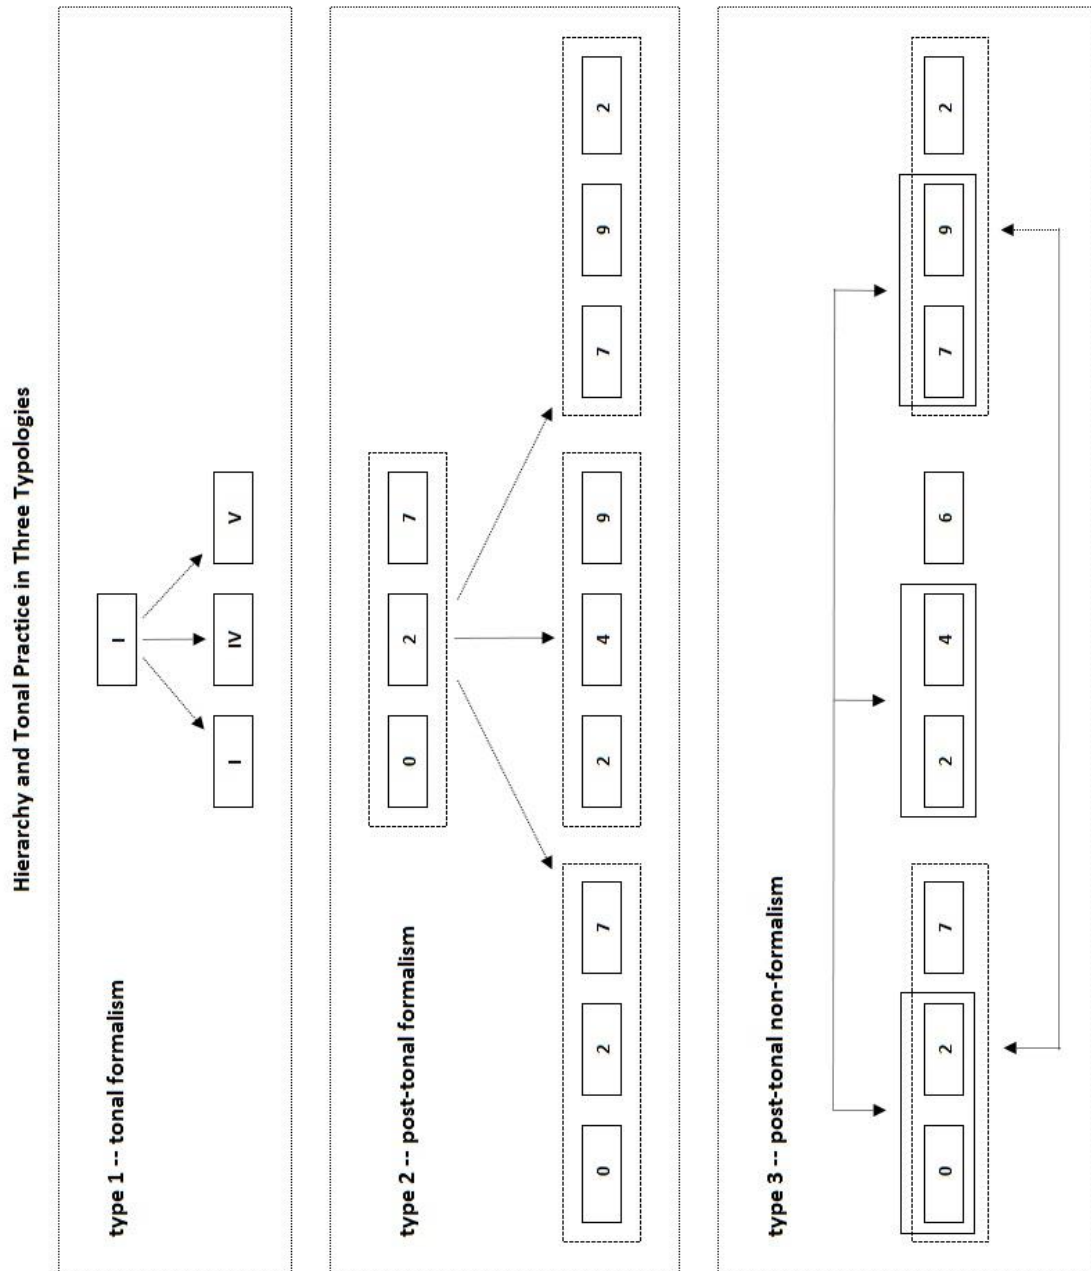 Hierarchy and Tonal Practice in Three Typologies
type 1 -- tonal formalism
I
I IV V
type 2 -- post-tonal formalism
0 2 7
0 2 7 2 4 9 7 9 2
type 3 -- post-tonal non-formalism
0 2 7 2 4 6 7 9 2